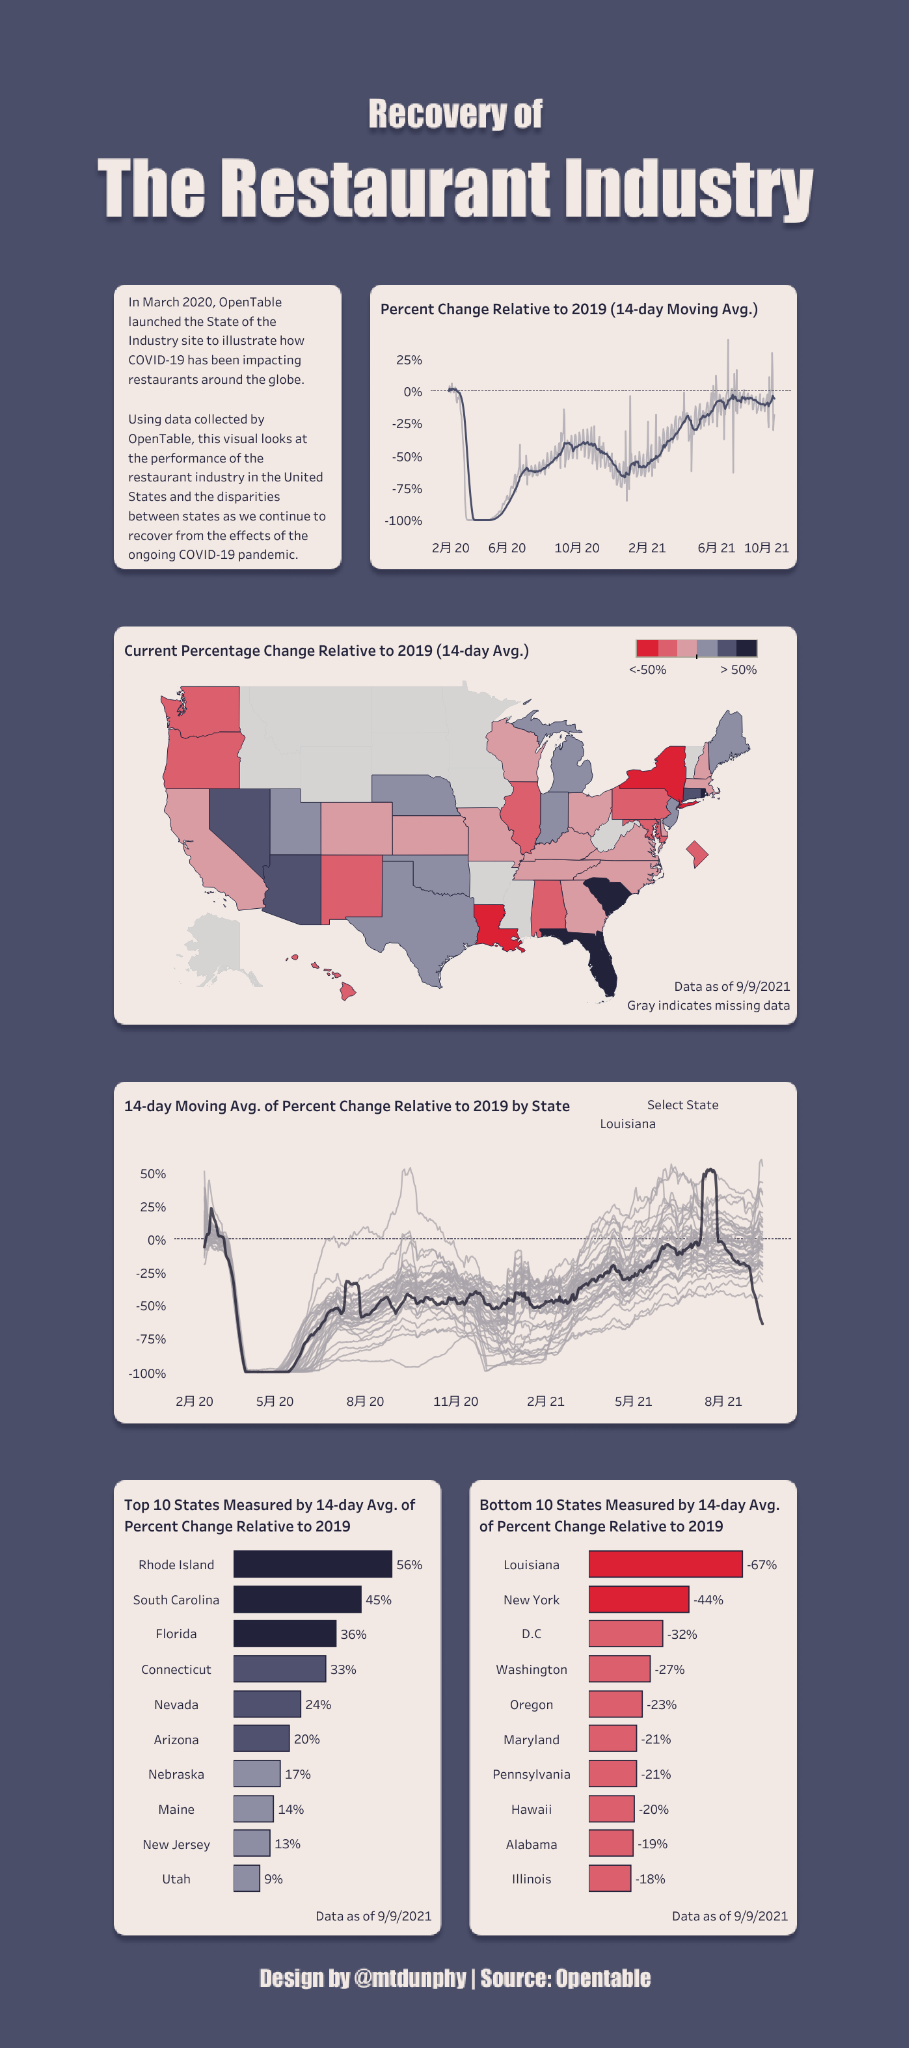 Recovery of
The Restaurant Industry
In March 2020, OpenTable
launched the State of the
Industry site to illustrate how
COVID-19 has been impacting
restaurants around the globe.
Using data collected by
OpenTable, this visual looks at
the performance of the
restaurant industry in the United
States and the disparities
between states as we continue to
recover from the effects of the
ongoing COVID-19 pandemic.
Percent Change Relative to 2019 (14-day Moving Avg.)
25%
0%
-25%
-50%
-75%
-100%
2月 20 6月 20 10月 20 2月 21 6月 21 10月 21
Current Percentage Change Relative to 2019 (14-day Avg.)
<-50% > 50%
Data as of 9/9/2021
Gray indicates missing data
14-day Moving Avg. of Percent Change Relative to 2019 by State
Select State
Louisiana
50%
25%
0%
-25%
-50%
-75%
-100%
2月 20 5月 20 8月 20 11月 20 2月 21 5月 21 8月 21
Top 10 States Measured by 14-day Avg. of
Percent Change Relative to 2019
Rhode Island 56%
South Carolina 45%
Florida 36%
Connecticut 33%
Nevada 24%
Arizona 20%
Nebraska 17%
Maine 14%
New Jersey 13%
Utah 9%
Data as of 9/9/2021
Bottom 10 States Measured by 14-day Avg.
of Percent Change Relative to 2019
Louisiana -67%
New York -44%
D.C -32%
Washington -27%
Oregon -23%
Maryland -21%
Pennsylvania -21%
Hawaii -20%
Alabama -19%
Illinois -18%
Data as of 9/9/2021
Design by @mtdunphy | Source: Opentable